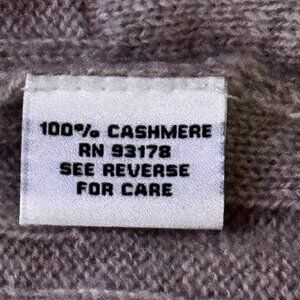 100% CASHMERE
RN 93178
SEE REVERSE
FOR CARE